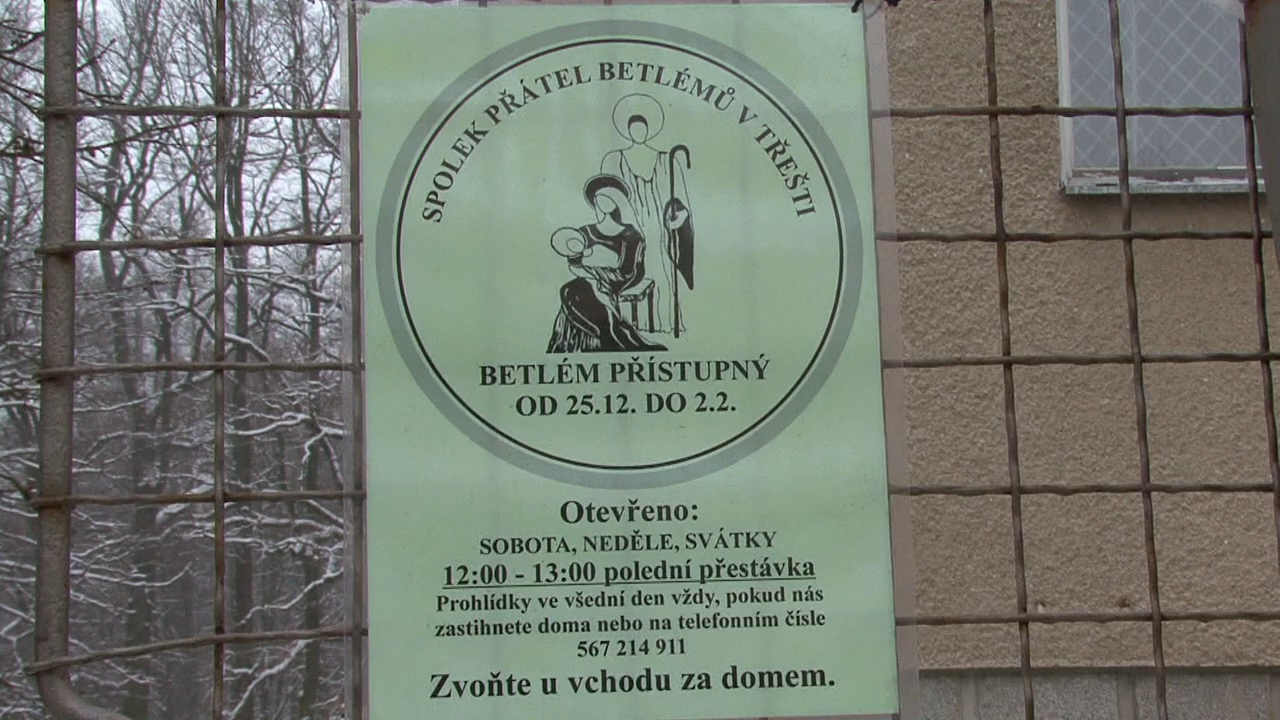 SPOLEK PŘÁTEL BETLÉMŮ V TŘEŠTI
BETLÉM PŘÍSTUPNÝ
OD 25.12. DO 2.2.
Otevřeno:
SOBOTA, NEDĚLE, SVÁTKY
12:00 - 13:00 polední přestávka
Prohlídky ve všední den vždy, pokud nás
zastihnete doma nebo na telefonním čísle
567 214 911
Zvoňte u vchodu za domem.